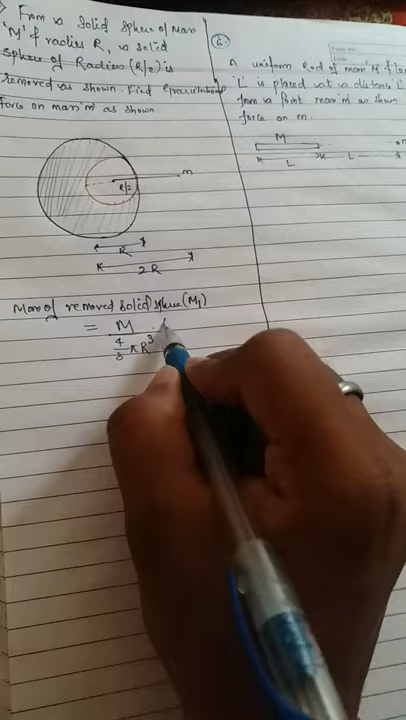 From a Solid Sphere of Mass
'M' & radius R, a solid
sphere of Radius (R/2) is
removed as shown. Find gravitational
force on mass 'm' as shown
m
R/2
R
2R
Mass of removed solid sphere (M₁)
= M
4/3 πR³
6.
A uniform Rod of mass 'M' &
'L' is placed at a distance 'L'
from a point mass 'm' as shown
force on m.
M
L
L